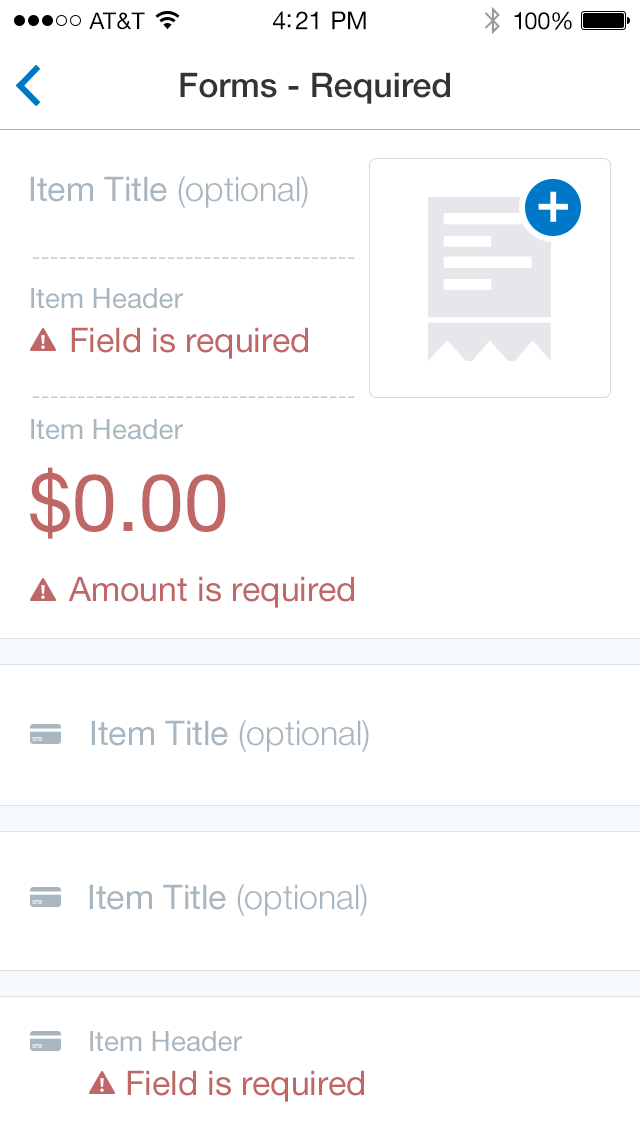 AT&T 4:21 PM 100%
Forms - Required
Item Title (optional)
Item Header
Field is required
Item Header
$0.00
Amount is required
Item Title (optional)
Item Title (optional)
Item Header
Field is required